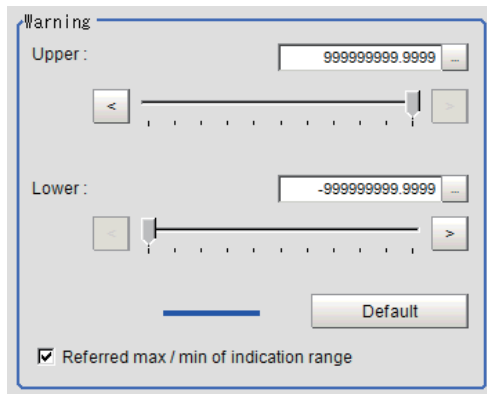 Warning
Upper :
999999999.9999 ...
< >
Lower :
-999999999.9999 ...
< >
Default
Referred max / min of indication range